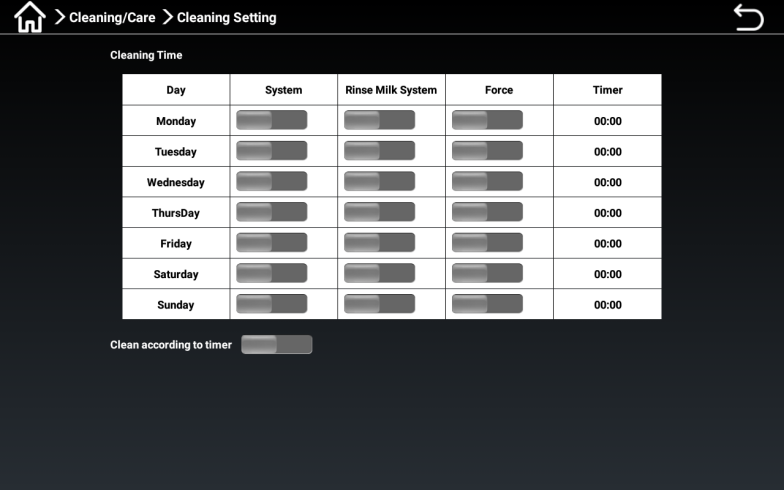 Cleaning/Care Cleaning Setting
Cleaning Time
Day System Rinse Milk System Force Timer
Monday 00:00
Tuesday 00:00
Wednesday 00:00
ThursDay 00:00
Friday 00:00
Saturday 00:00
Sunday 00:00
Clean according to timer